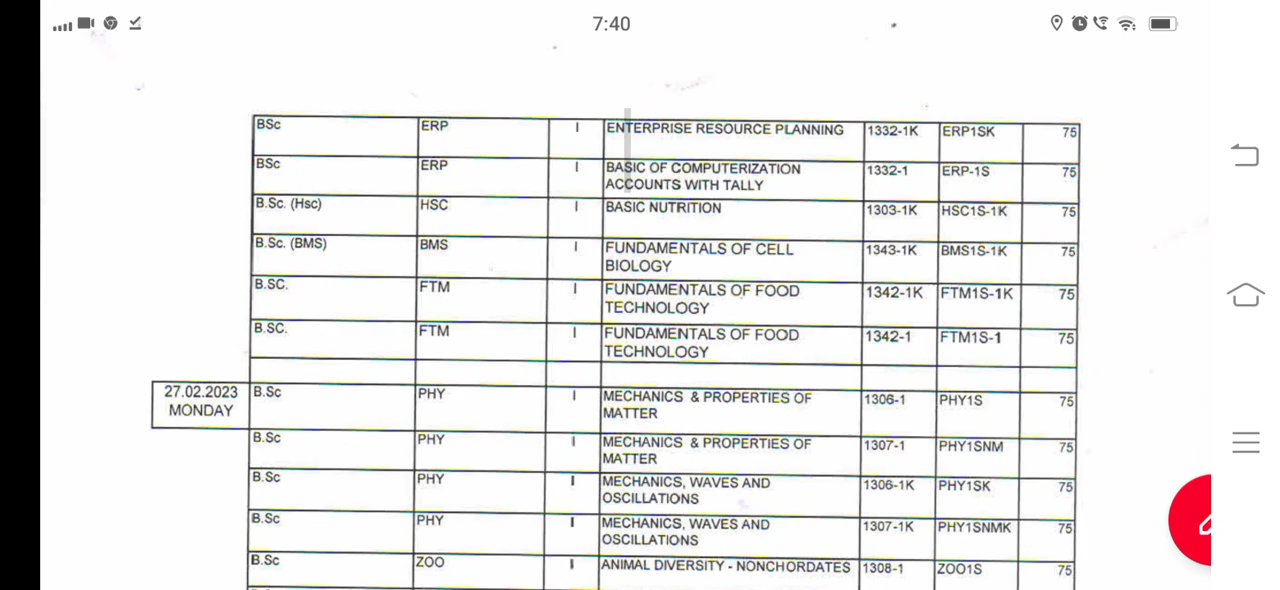 7:40
BSc ERP I ENTERPRISE RESOURCE PLANNING 1332-1K ERP1SK 75
BSc ERP I BASIC OF COMPUTERIZATION 1332-1 ERP-1S 75
ACCOUNTS WITH TALLY
B.Sc. (Hsc) HSC I BASIC NUTRITION 1303-1K HSC1S-1K 75
B.Sc. (BMS) BMS I FUNDAMENTALS OF CELL 1343-1K BMS1S-1K 75
BIOLOGY
B.SC. FTM I FUNDAMENTALS OF FOOD 1342-1K FTM1S-1K 75
TECHNOLOGY
B.SC. FTM I FUNDAMENTALS OF FOOD 1342-1 FTM1S-1 75
TECHNOLOGY
27.02.2023 B.Sc PHY I MECHANICS & PROPERTIES OF 1306-1 PHY1S 75
MONDAY MATTER
B.Sc PHY I MECHANICS & PROPERTIES OF 1307-1 PHY1SNM 75
MATTER
B.Sc PHY I MECHANICS, WAVES AND 1306-1K PHY1SK 75
OSCILLATIONS
B.Sc PHY I MECHANICS, WAVES AND 1307-1K PHY1SNMK 75
OSCILLATIONS
B.Sc ZOO I ANIMAL DIVERSITY - NONCHORDATES 1308-1 ZOO1S 75